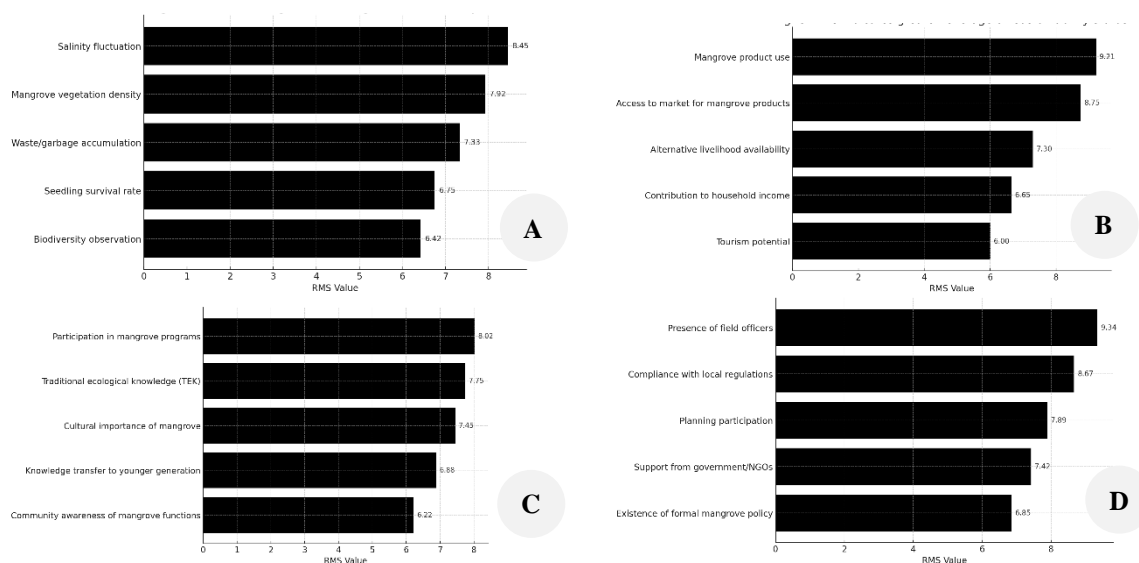 Salinity fluctuation 8.45
Mangrove vegetation density 7.92
Waste/garbage accumulation 7.33
Seedling survival rate 6.75
Biodiversity observation 6.42
0 1 2 3 4 5 6 7 8
RMS Value
A
Mangrove product use 9.21
Access to market for mangrove products 8.75
Alternative livelihood availability 7.30
Contribution to household income 6.65
Tourism potential 6.00
0 2 4 6 8
RMS Value
B
Participation in mangrove programs 8.02
Traditional ecological knowledge (TEK) 7.75
Cultural importance of mangrove 7.45
Knowledge transfer to younger generation 6.88
Community awareness of mangrove functions 6.22
0 1 2 3 4 5 6 7 8
RMS Value
C
Presence of field officers 9.34
Compliance with local regulations 8.67
Planning participation 7.89
Support from government/NGOs 7.42
Existence of formal mangrove policy 6.85
0 2 4 6 8
RMS Value
D